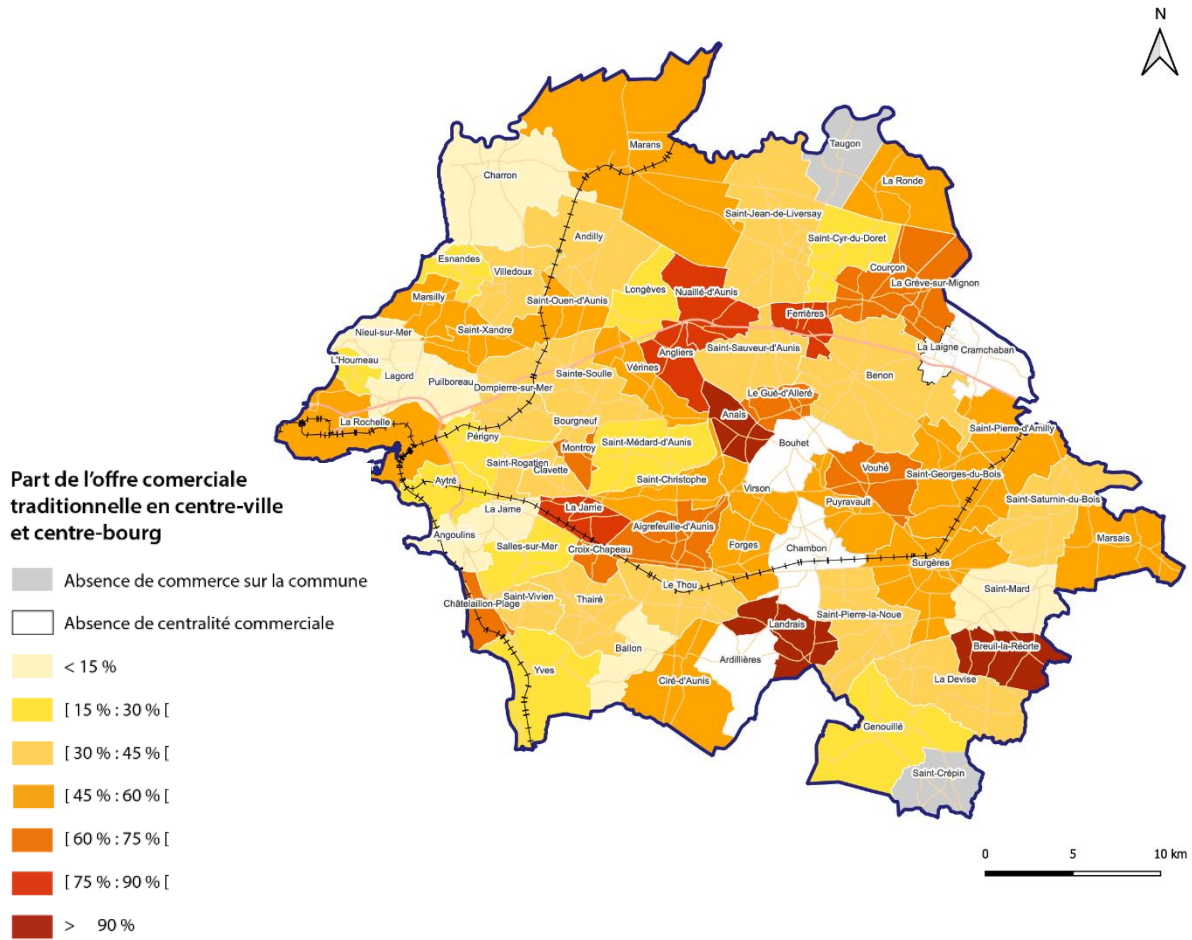 N
Taugon
Marans
Charron
La Ronde
Saint-Jean-de-Liversay
Andilly
Saint-Cyr-du-Doret
Esnandes
Villedoux
Courçon
La Grève-sur-Mignon
Longèves
Nuaillé-d'Aunis
Marsilly
Saint-Ouen-d'Aunis
Ferrières
Nieul-sur-Mer
Saint-Xandre
La Laigne
Cramchaban
L'Houmeau
Angliers
Saint-Sauveur-d'Aunis
Lagord
Puilboreau
Dompierre-sur-Mer
Sainte-Soulle
Vérines
Benon
Le Gué-d'Alleré
La Rochelle
Bourgneuf
Anais
Saint-Pierre-d'Amilly
Périgny
Montroy
Saint-Médard-d'Aunis
Bouhet
Saint-Rogatien
Clavette
Vouhé
Saint-Georges-du-Bois
Aytré
Saint-Christophe
Virson
Puyravault
Saint-Saturnin-du-Bois
La Jarne
La Jarrie
Aigrefeuille-d'Aunis
Angoulins
Salles-sur-Mer
Croix-Chapeau
Forges
Chambon
Marsais
Surgères
Le Thou
Saint-Mard
Châtelaillon-Plage
Saint-Vivien
Thairé
Landrais
Saint-Pierre-la-Noue
Ballon
Breuil-la-Réorte
Yves
Ardillières
Ciré-d'Aunis
La Devise
Genouillé
Saint-Crépin
Part de l'offre comerciale
traditionnelle en centre-ville
et centre-bourg
Absence de commerce sur la commune
Absence de centralité commerciale
< 15 %
[ 15 % : 30 % [
[ 30 % : 45 % [
[ 45 % : 60 % [
[ 60 % : 75 % [
[ 75 % : 90 % [
> 90 %
0 5 10 km